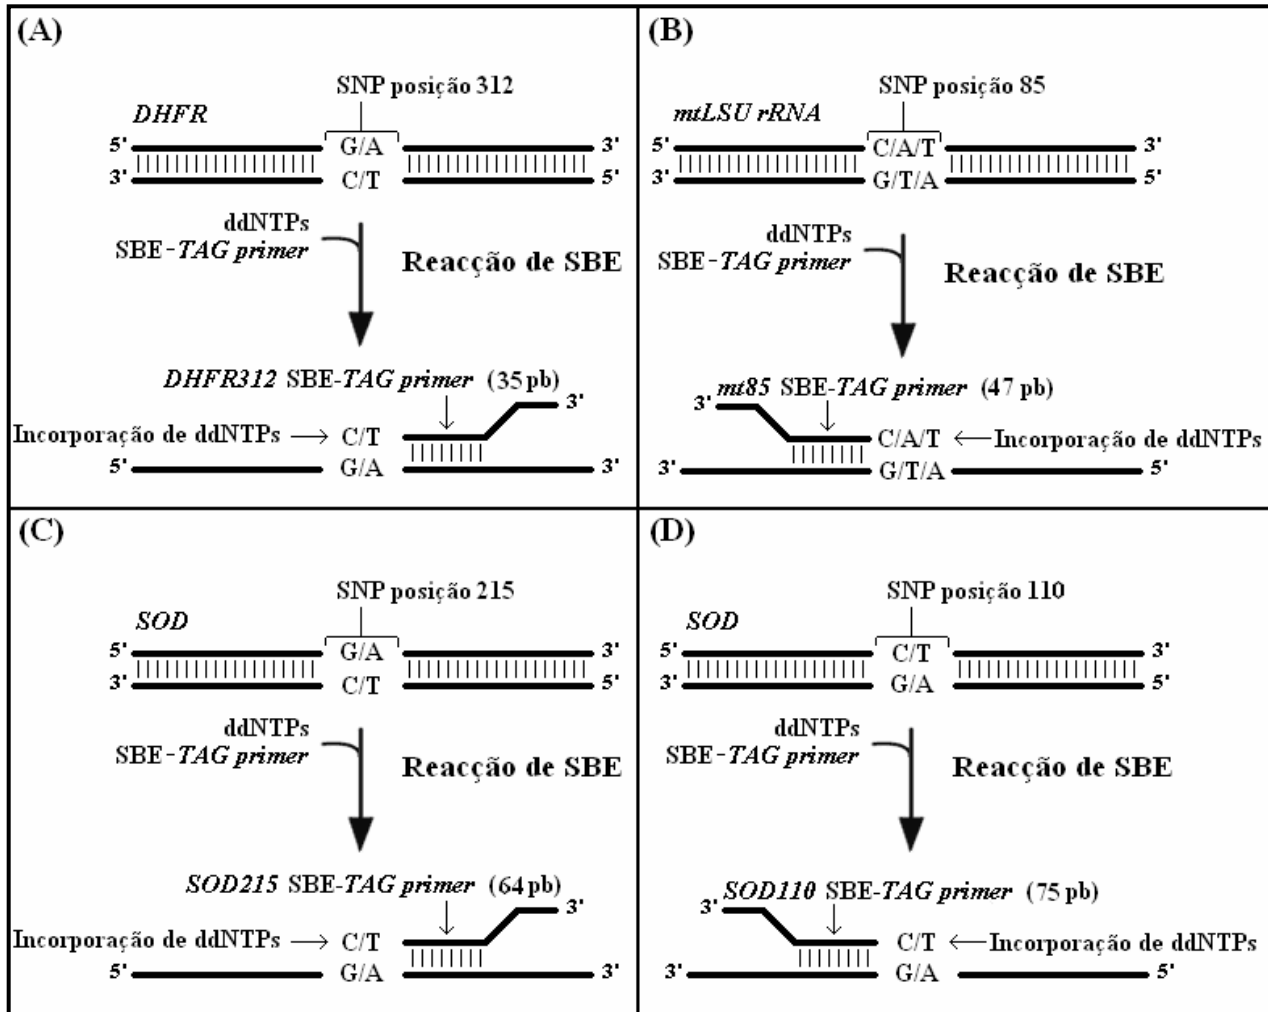 (A)
SNP posição 312
DHFR
5' G/A 3'
3' C/T 5'
ddNTPs
SBE-TAG primer
Reacção de SBE
DHFR312 SBE-TAG primer (35 pb)
3'
Incorporação de ddNTPs C/T
5' G/A 3'
(B)
SNP posição 85
mtLSU rRNA
5' C/A/T 3'
3' G/T/A 5'
ddNTPs
SBE-TAG primer
Reacção de SBE
mt85 SBE-TAG primer (47 pb)
3'
C/A/T Incorporação de ddNTPs
3' G/T/A 5'
(C)
SNP posição 215
SOD
5' G/A 3'
3' C/T 5'
ddNTPs
SBE-TAG primer
Reacção de SBE
SOD215 SBE-TAG primer (64 pb)
3'
Incorporação de ddNTPs C/T
5' G/A 3'
(D)
SNP posição 110
SOD
5' C/T 3'
3' G/A 5'
ddNTPs
SBE-TAG primer
Reacção de SBE
SOD110 SBE-TAG primer (75 pb)
3'
C/T Incorporação de ddNTPs
3' G/A 5'